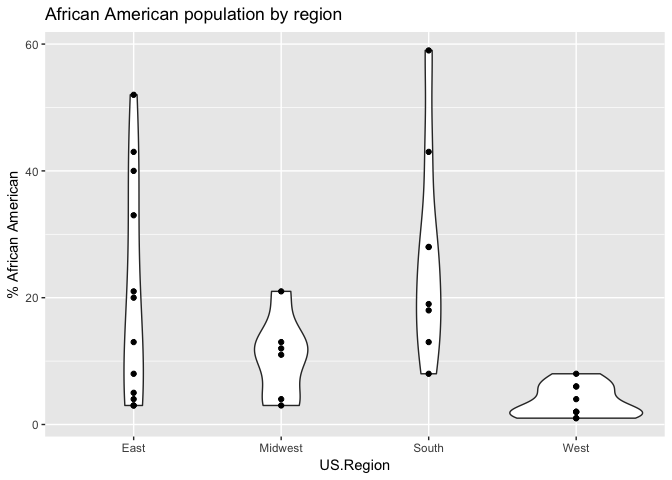 African American population by region
% African American
60
40
20
0
East Midwest South West
US.Region